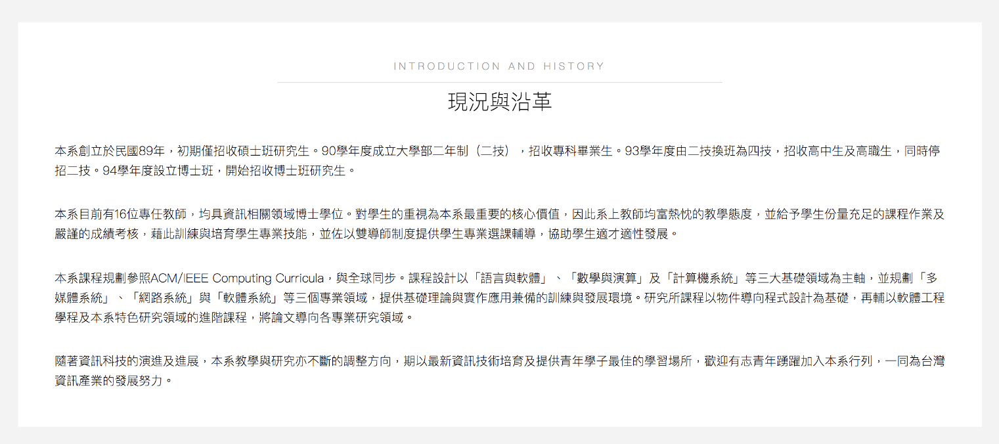 INTRODUCTION AND HISTORY
現況與沿革
本系創立於民國89年，初期僅招收碩士班研究生。90學年度成立大學部二年制（二技），招收專科畢業生。93學年度由二技換班為四技，招收高中生及高職生，同時停
招二技。94學年度設立博士班，開始招收博士班研究生。
本系目前有16位專任教師，均具資訊相關領域博士學位。對學生的重視為本系最重要的核心價值，因此系上教師均富熱忱的教學態度，並給予學生份量充足的課程作業及
嚴謹的成績考核，藉此訓練與培育學生專業技能，並佐以雙導師制度提供學生專業選課輔導，協助學生適才適性發展。
本系課程規劃參照ACM/IEEE Computing Curricula，與全球同步。課程設計以「語言與軟體」、「數學與演算」及「計算機系統」等三大基礎領域為主軸，並規劃「多
媒體系統」、「網路系統」與「軟體系統」等三個專業領域，提供基礎理論與實作應用兼備的訓練與發展環境。研究所課程以物件導向程式設計為基礎，再輔以軟體工程
學程及本系特色研究領域的進階課程，將論文導向各專業研究領域。
隨著資訊科技的演進及進展，本系教學與研究亦不斷的調整方向，期以最新資訊技術培育及提供青年學子最佳的學習場所，歡迎有志青年踴躍加入本系行列，一同為台灣
資訊產業的發展努力。